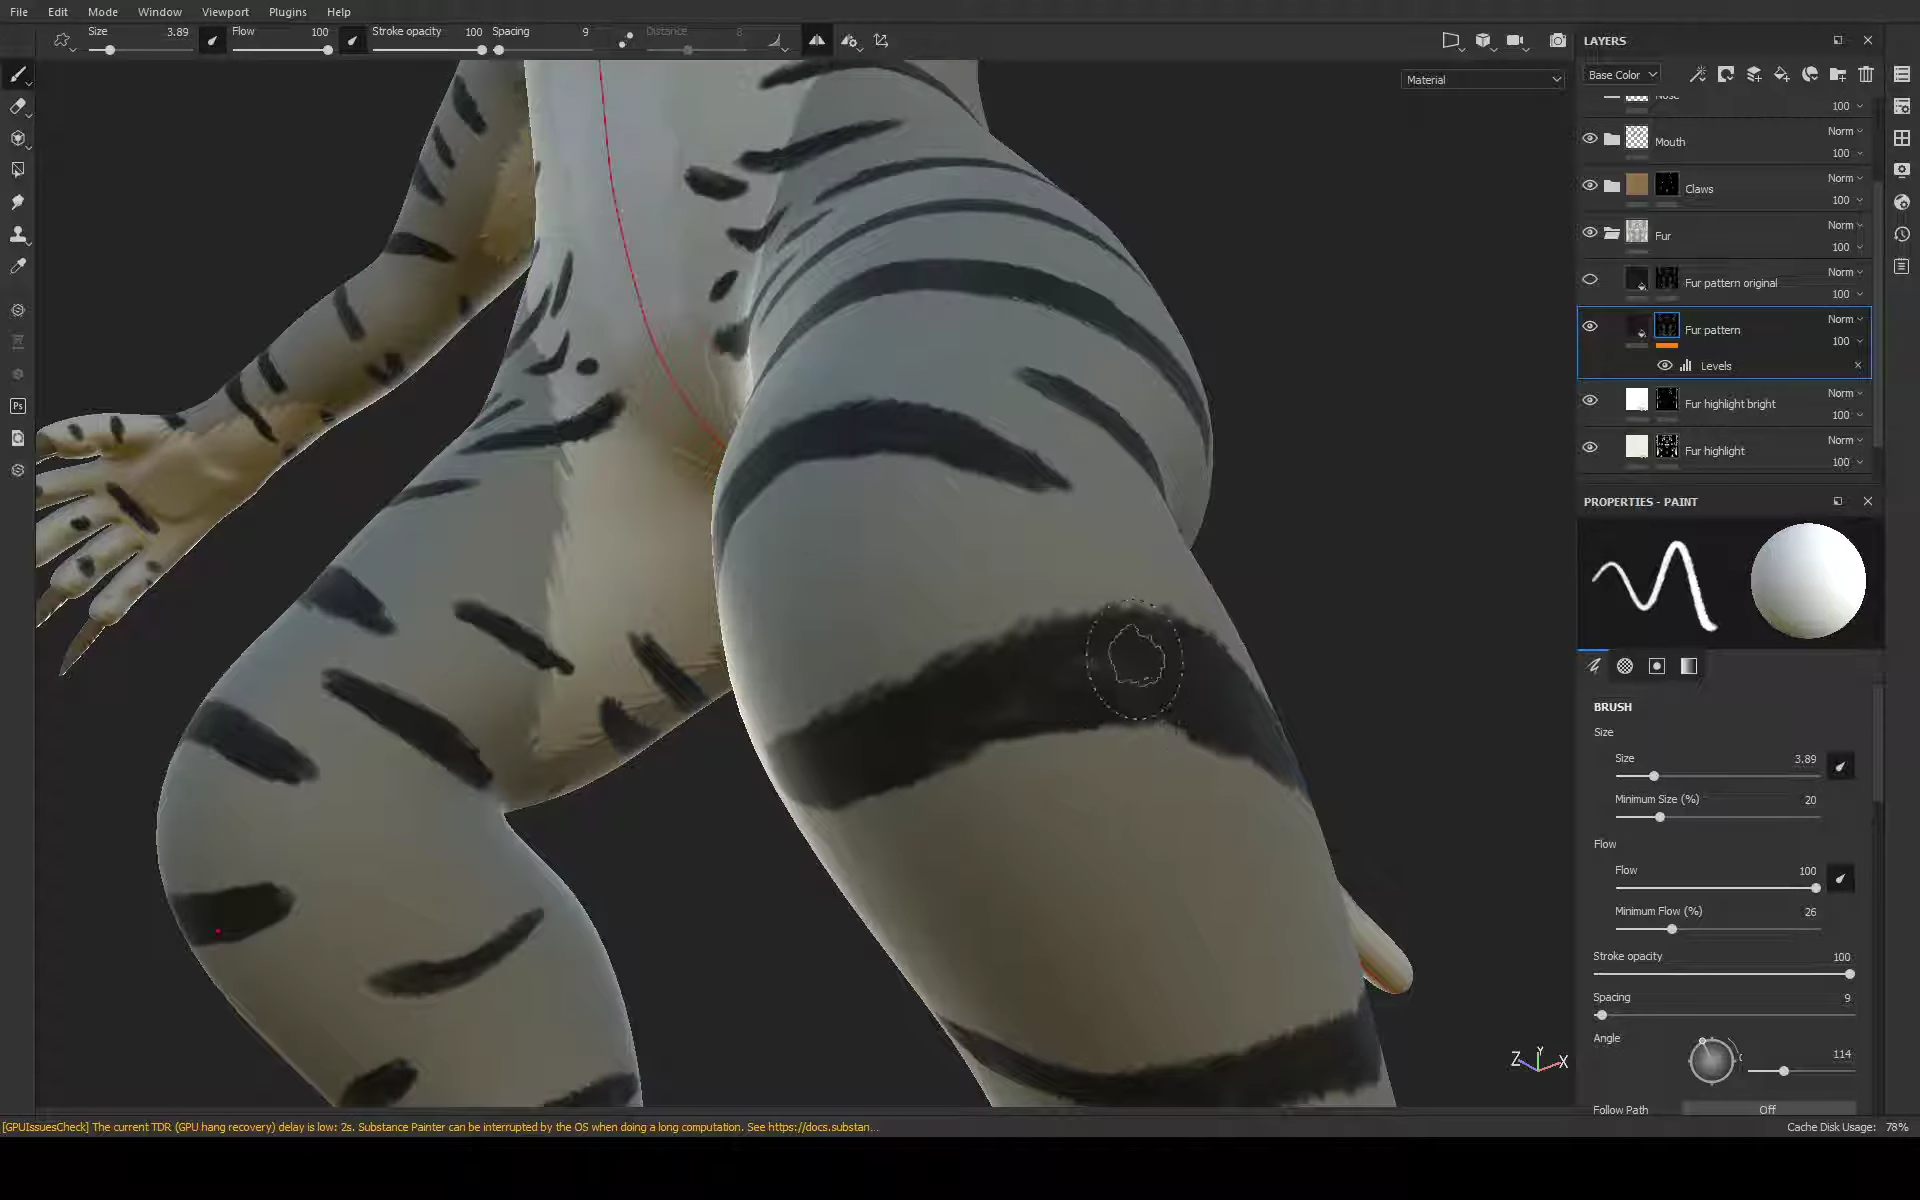 File Edit Mode Window Viewport Plugins Help
Size 3.89 Flow 100 Stroke opacity 100 Spacing 9 Distance 8
Material
LAYERS
Base Color
Nose
100
Mouth Norm
100
Claws Norm
100
Fur Norm
100
Fur pattern original Norm
100
Fur pattern Norm
100
Levels
Fur highlight bright Norm
100
Fur highlight Norm
100
Ps
PROPERTIES - PAINT
BRUSH
Size
Size 3.89
Minimum Size (%) 20
Flow
Flow 100
Minimum Flow (%) 26
Stroke opacity 100
Spacing 9
Angle
114
Follow Path Off
Z Y X
[GPUIssuesCheck] The current TDR (GPU hang recovery) delay is low: 2s. Substance Painter can be interrupted by the OS when doing a long computation. See https://docs.substan...
Cache Disk Usage: 78%